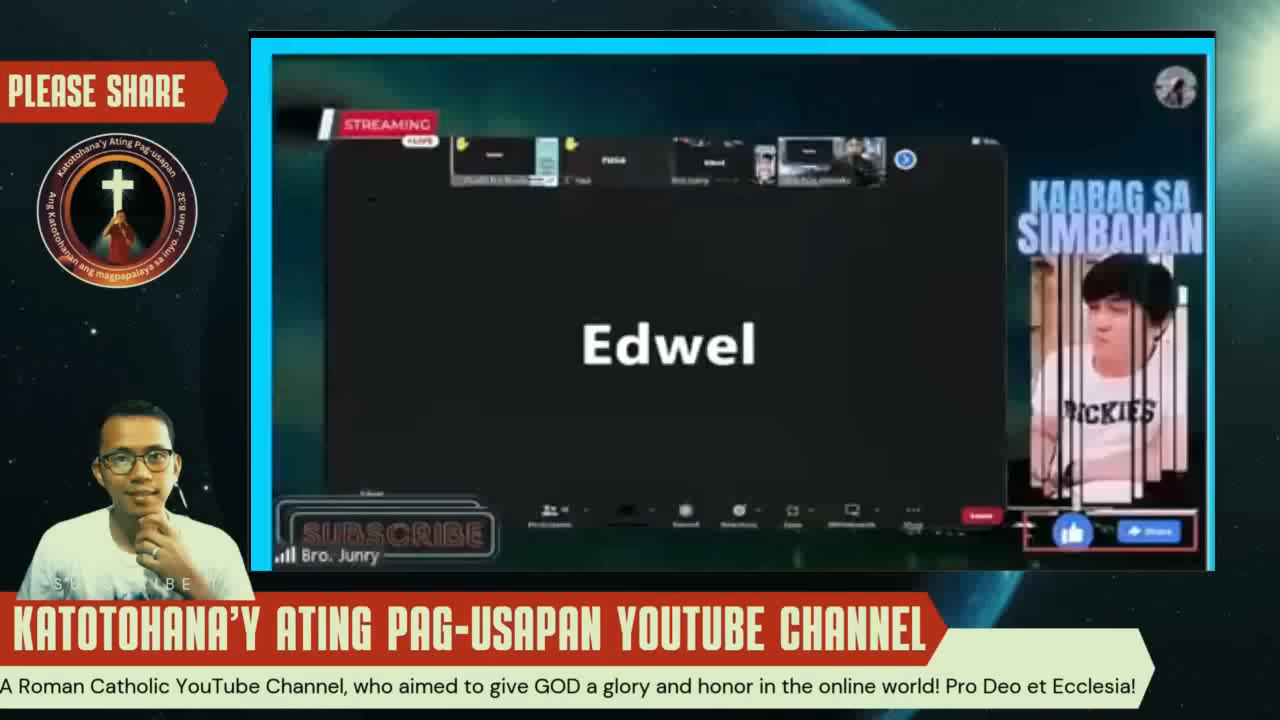 PLEASE SHARE
Katotohana'y Ating Pag-usapan
Ang Katotohanan ang magpapalaya sa inyo. Juan 8:32
STREAMING
LIVE
KAABAG SA
SIMBAHAN
Edwel
DICKIES
SUBSCRIBE
Bro. Junry
Share
KATOTOHANA'Y ATING PAG-USAPAN YOUTUBE CHANNEL
A Roman Catholic YouTube Channel, who aimed to give GOD a glory and honor in the online world! Pro Deo et Ecclesia!